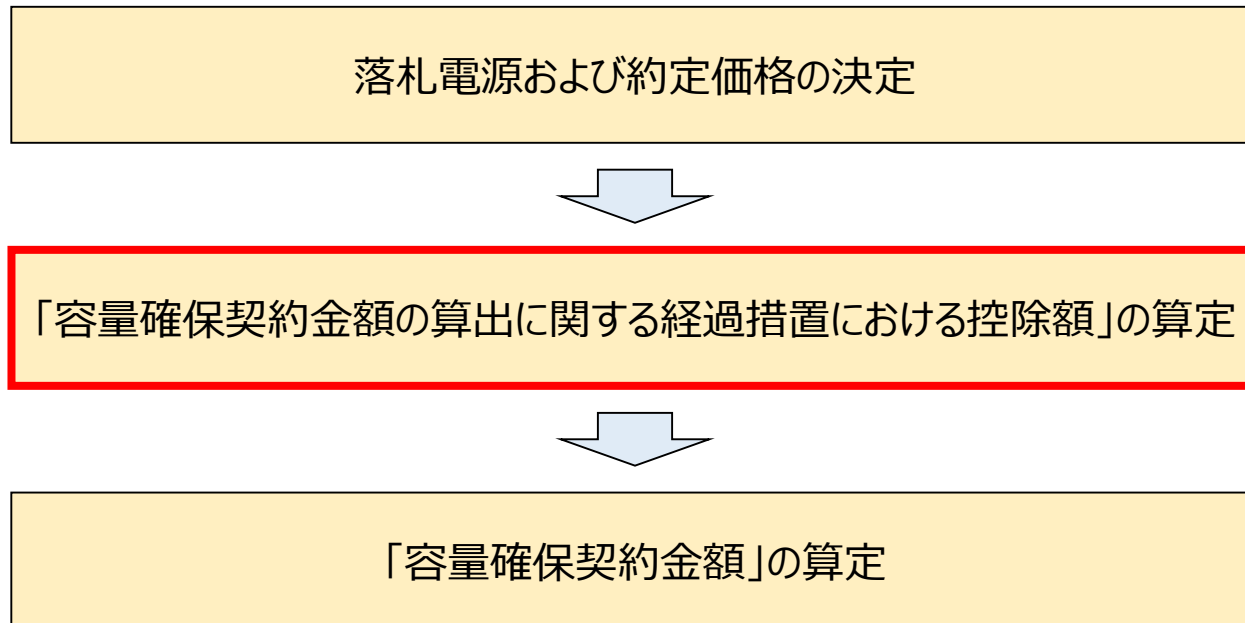 落札電源および約定価格の決定
「容量確保契約金額の算出に関する経過措置における控除額」の算定
「容量確保契約金額」の算定